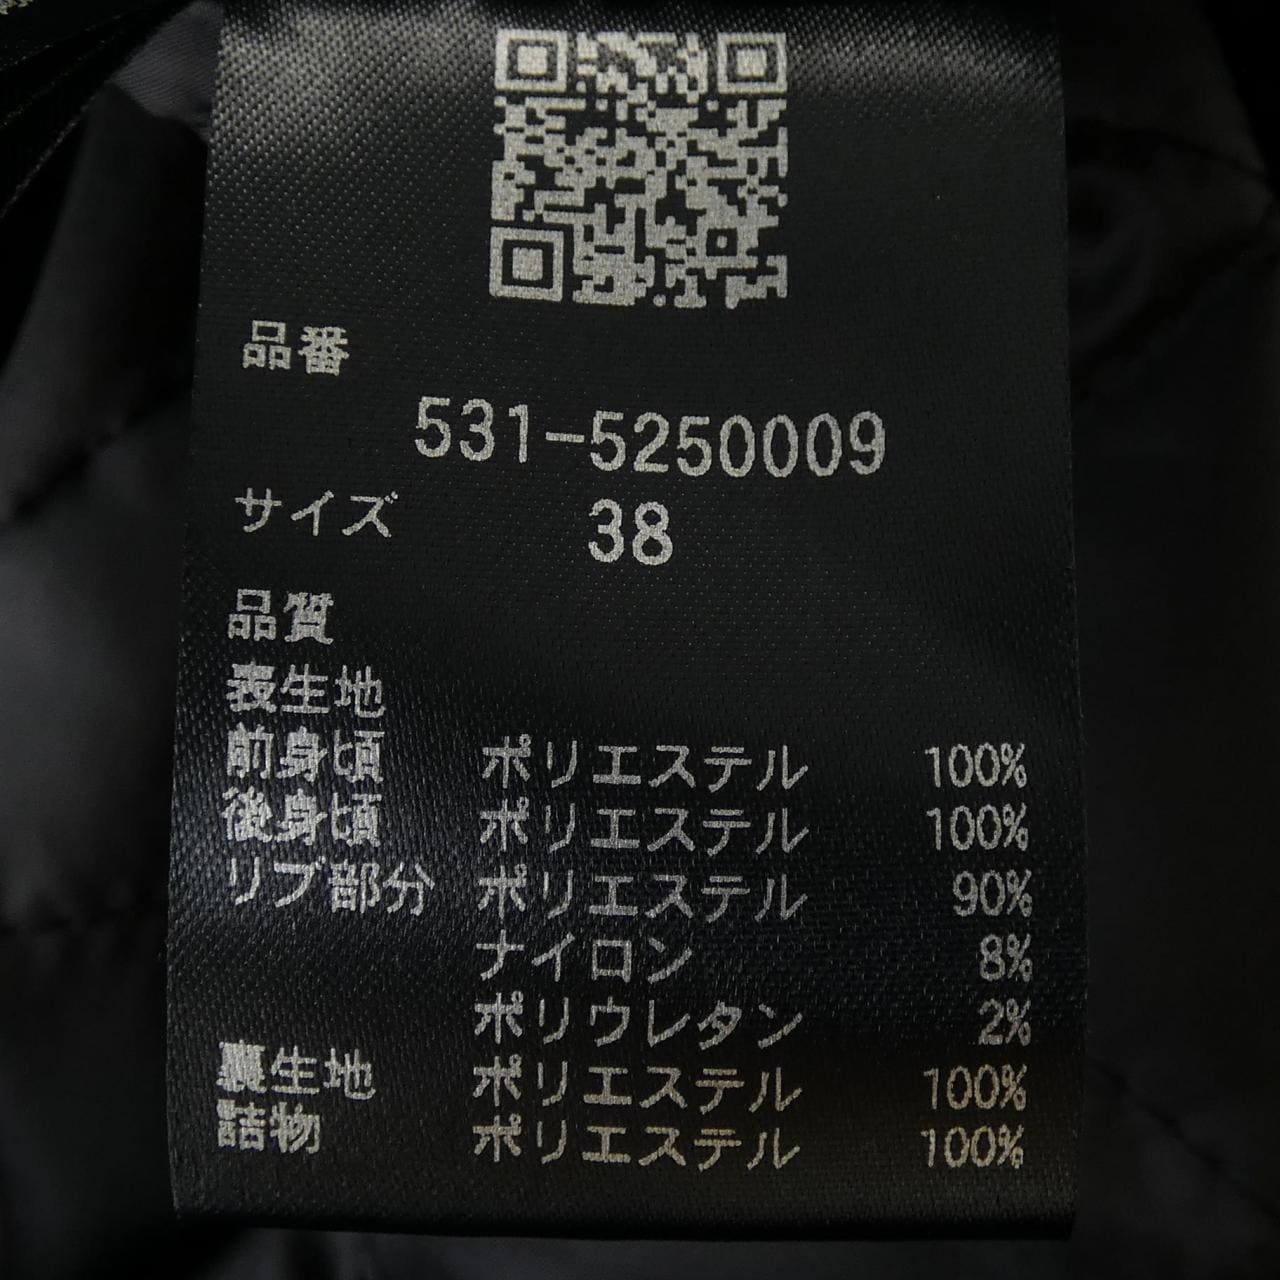 品番
531-5250009
サイズ 38
品質
表生地
前身頃 ポリエステル 100%
後身頃 ポリエステル 100%
リブ部分 ポリエステル 90%
ナイロン 8%
ポリウレタン 2%
裏生地 ポリエステル 100%
詰物 ポリエステル 100%